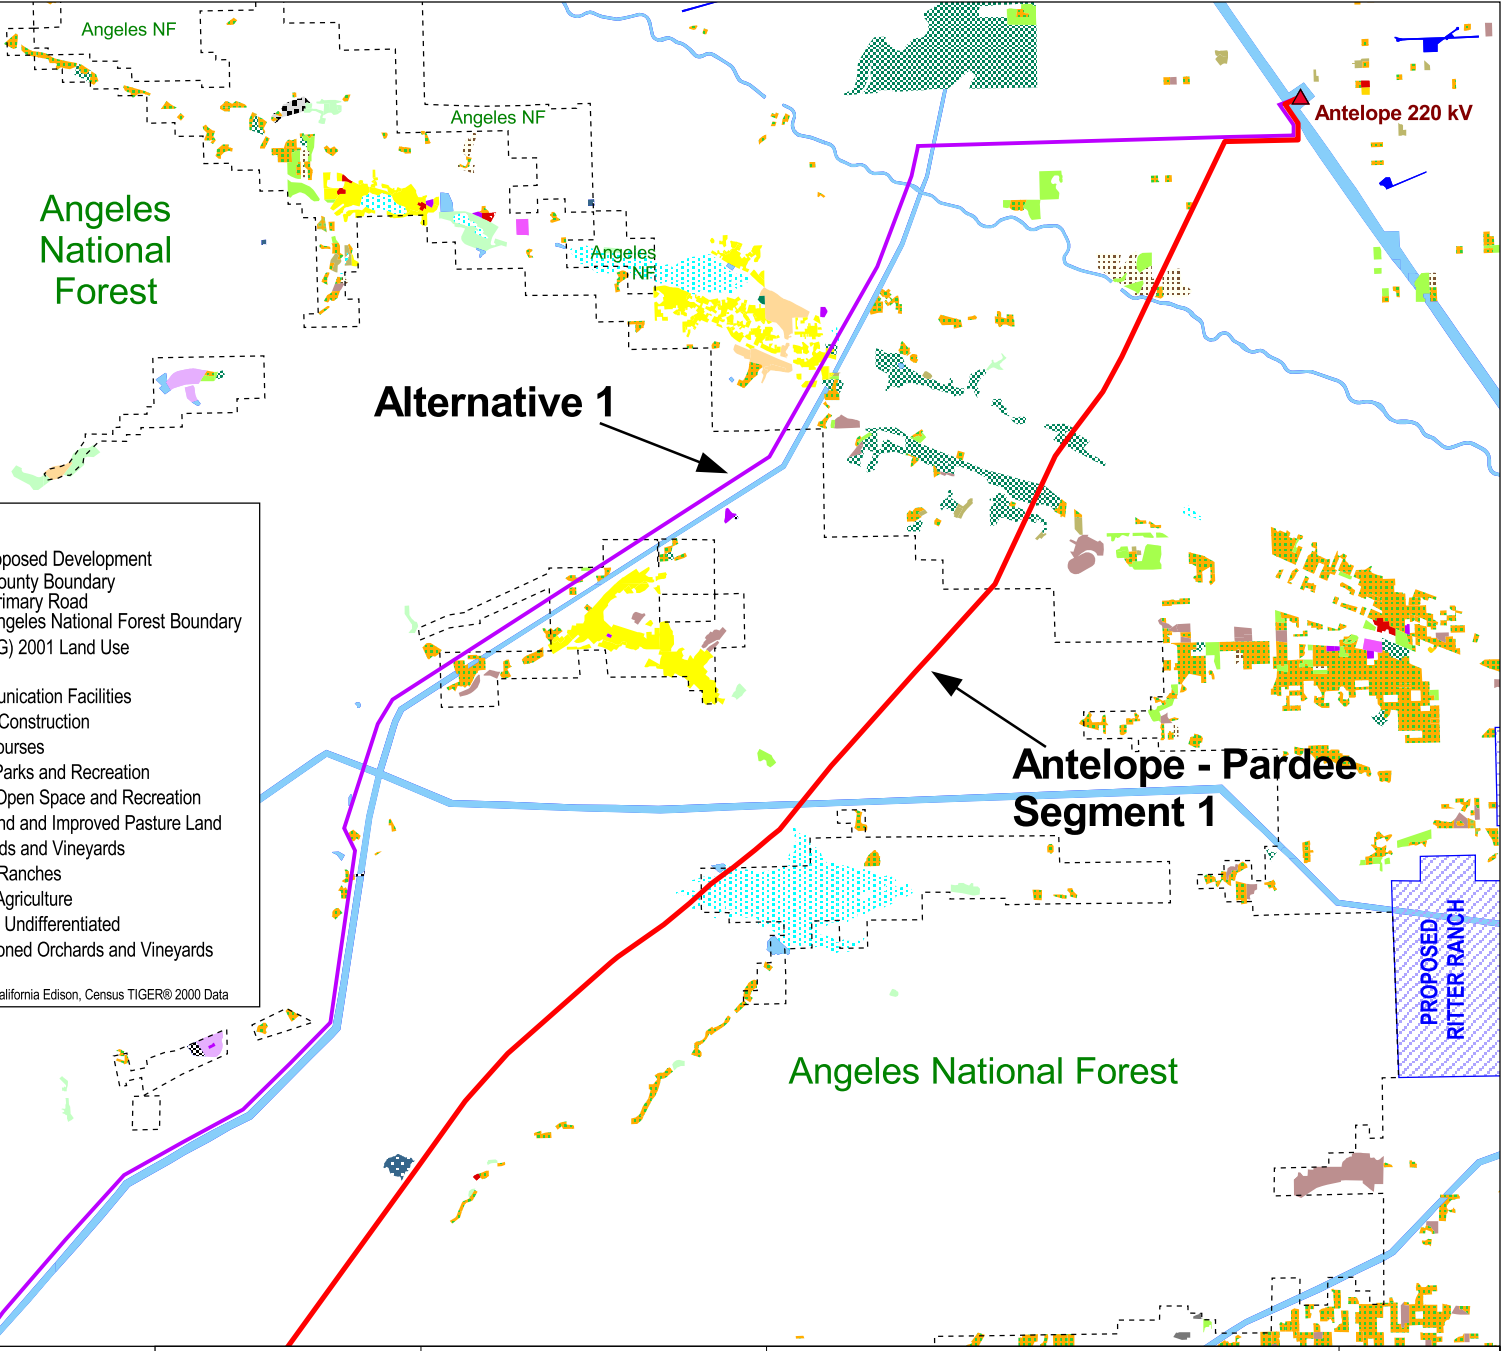 Angeles NF
Angeles NF
Antelope 220 kV
Angeles
National
Forest
Angeles
NF
Alternative 1
posed Development
ounty Boundary
rimary Road
ngeles National Forest Boundary
G) 2001 Land Use
unication Facilities
Construction
ourses
Parks and Recreation
Open Space and Recreation
nd and Improved Pasture Land
ds and Vineyards
Ranches
Agriculture
Undifferentiated
oned Orchards and Vineyards
alifornia Edison, Census TIGER® 2000 Data
Antelope - Pardee
Segment 1
PROPOSED
RITTER RANCH
Angeles National Forest